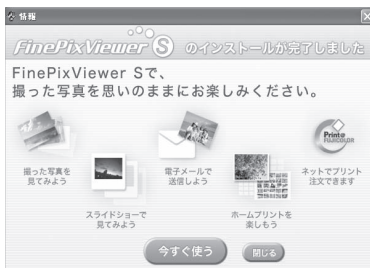 情報
FinePixViewer S のインストールが完了しました
FinePixViewer Sで、
撮った写真を思いのままにお楽しみください。
Print@
FUJICOLOR
撮った写真を
見てみよう
電子メールで
送信しよう
ネットでプリント
注文できます
スライドショーで
見てみよう
ホームプリントを
楽しもう
今すぐ使う
閉じる